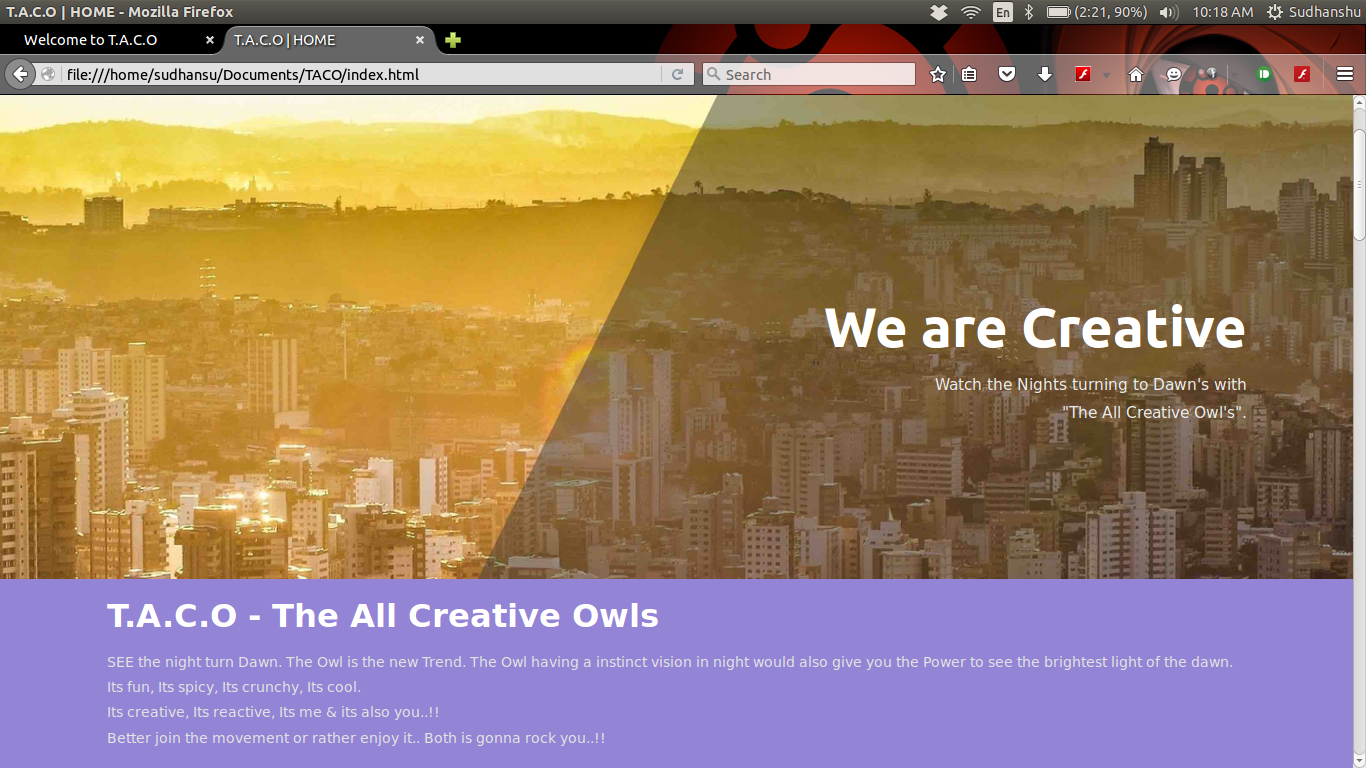 T.A.C.O | HOME - Mozilla Firefox
En
(2:21, 90%)
10:18 AM
Sudhanshu
Welcome to T.A.C.O
T.A.C.O | HOME
file:///home/sudhansu/Documents/TACO/index.html
Search
We are Creative
Watch the Nights turning to Dawn's with
"The All Creative Owl's".
T.A.C.O - The All Creative Owls
SEE the night turn Dawn. The Owl is the new Trend. The Owl having a instinct vision in night would also give you the Power to see the brightest light of the dawn.
Its fun, Its spicy, Its crunchy, Its cool.
Its creative, Its reactive, Its me & its also you..!!
Better join the movement or rather enjoy it.. Both is gonna rock you..!!